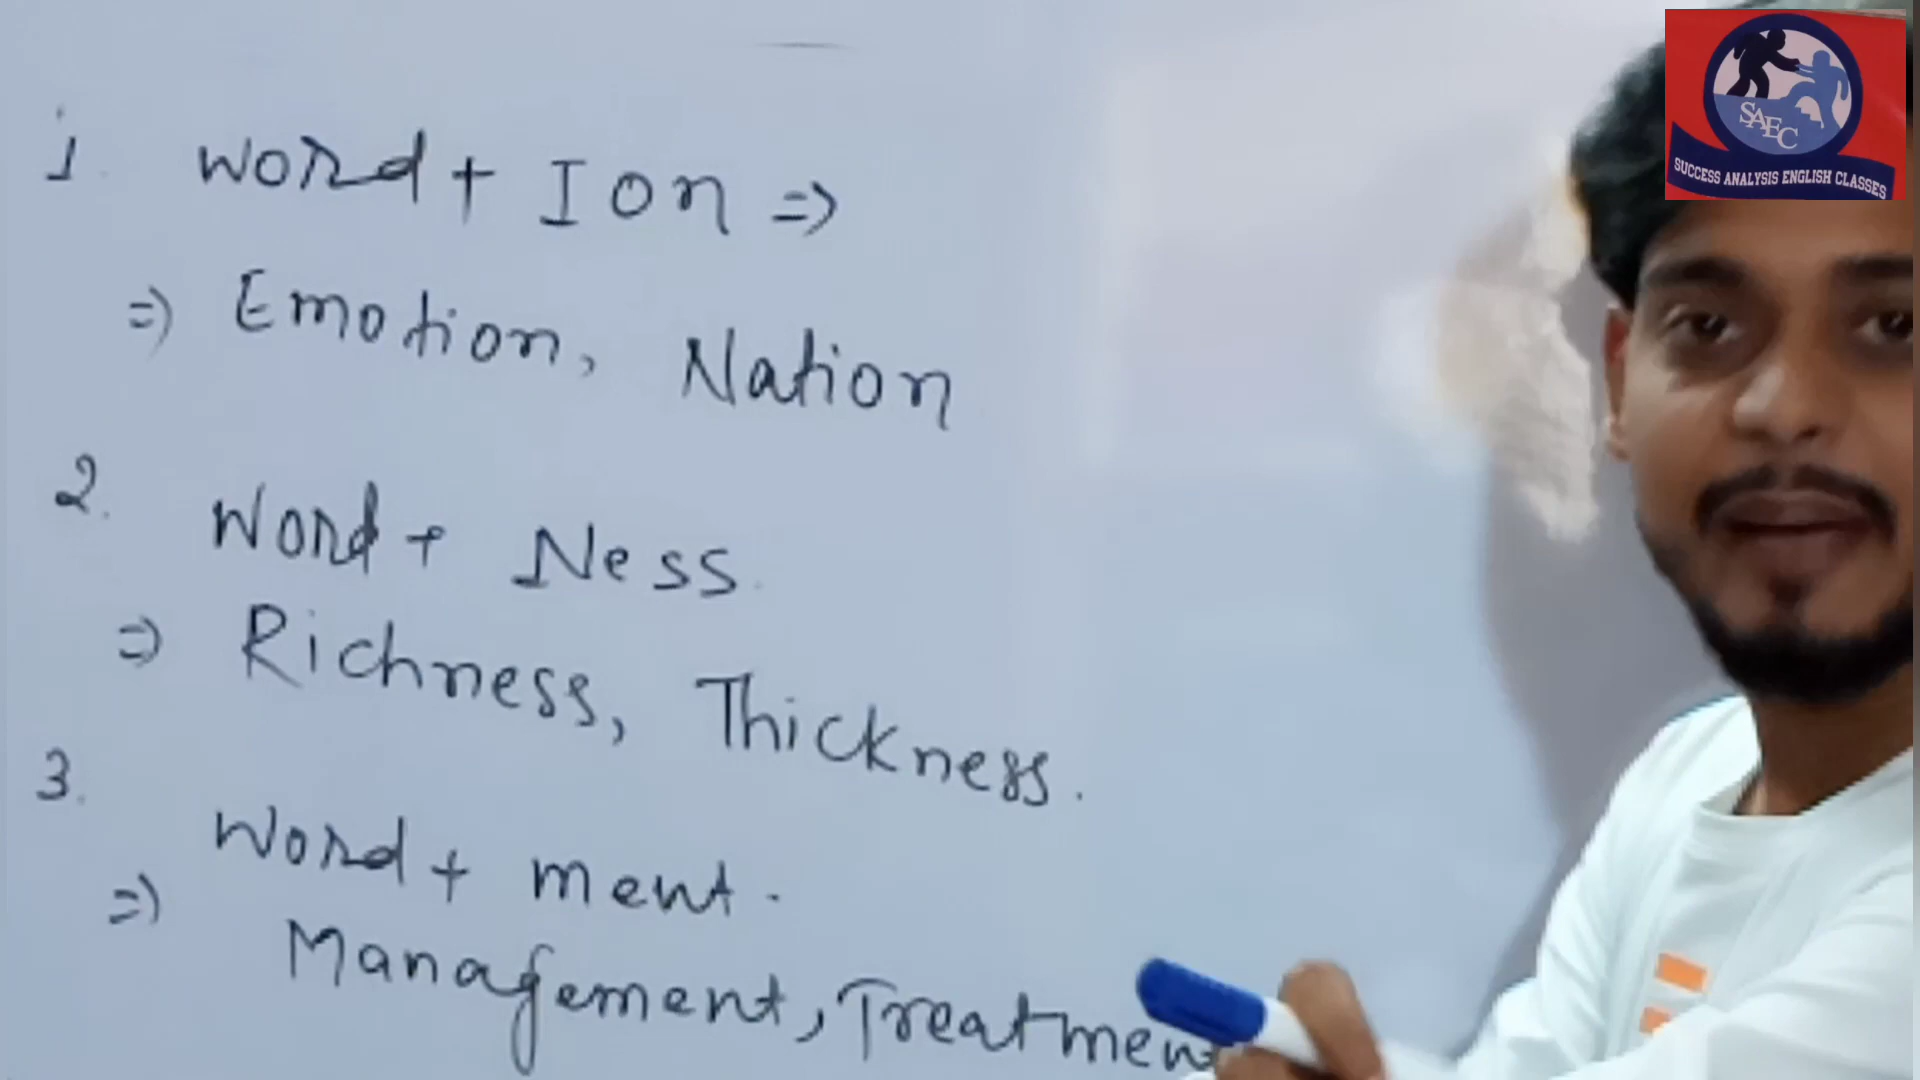 1. Word + Ion ⇒
⇒ Emotion, Nation
2. Word + Ness.
⇒ Richness, Thickness.
3. Word + ment.
⇒ Management, Treatment
SAEC
SUCCESS ANALYSIS ENGLISH CLASSES